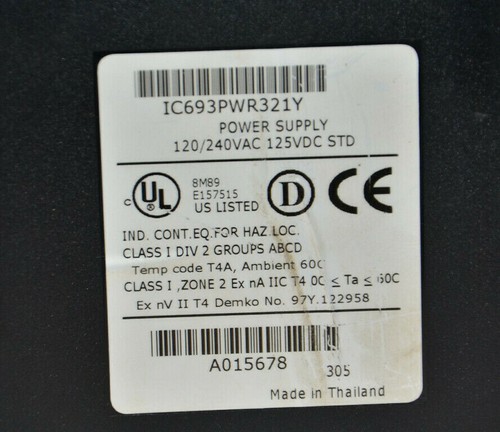 IC693PWR321Y
POWER SUPPLY
120/240VAC 125VDC STD
C UL
8M89
E157515
US LISTED
D CE
IND. CONT.EQ.FOR HAZ.LOC.
CLASS I DIV 2 GROUPS ABCD
Temp code T4A, Ambient 60C
CLASS I ,ZONE 2 Ex nA IIC T4 0C ≤ Ta ≤ 60C
Ex nV II T4 Demko No. 97Y.122958
A015678
305
Made in Thailand